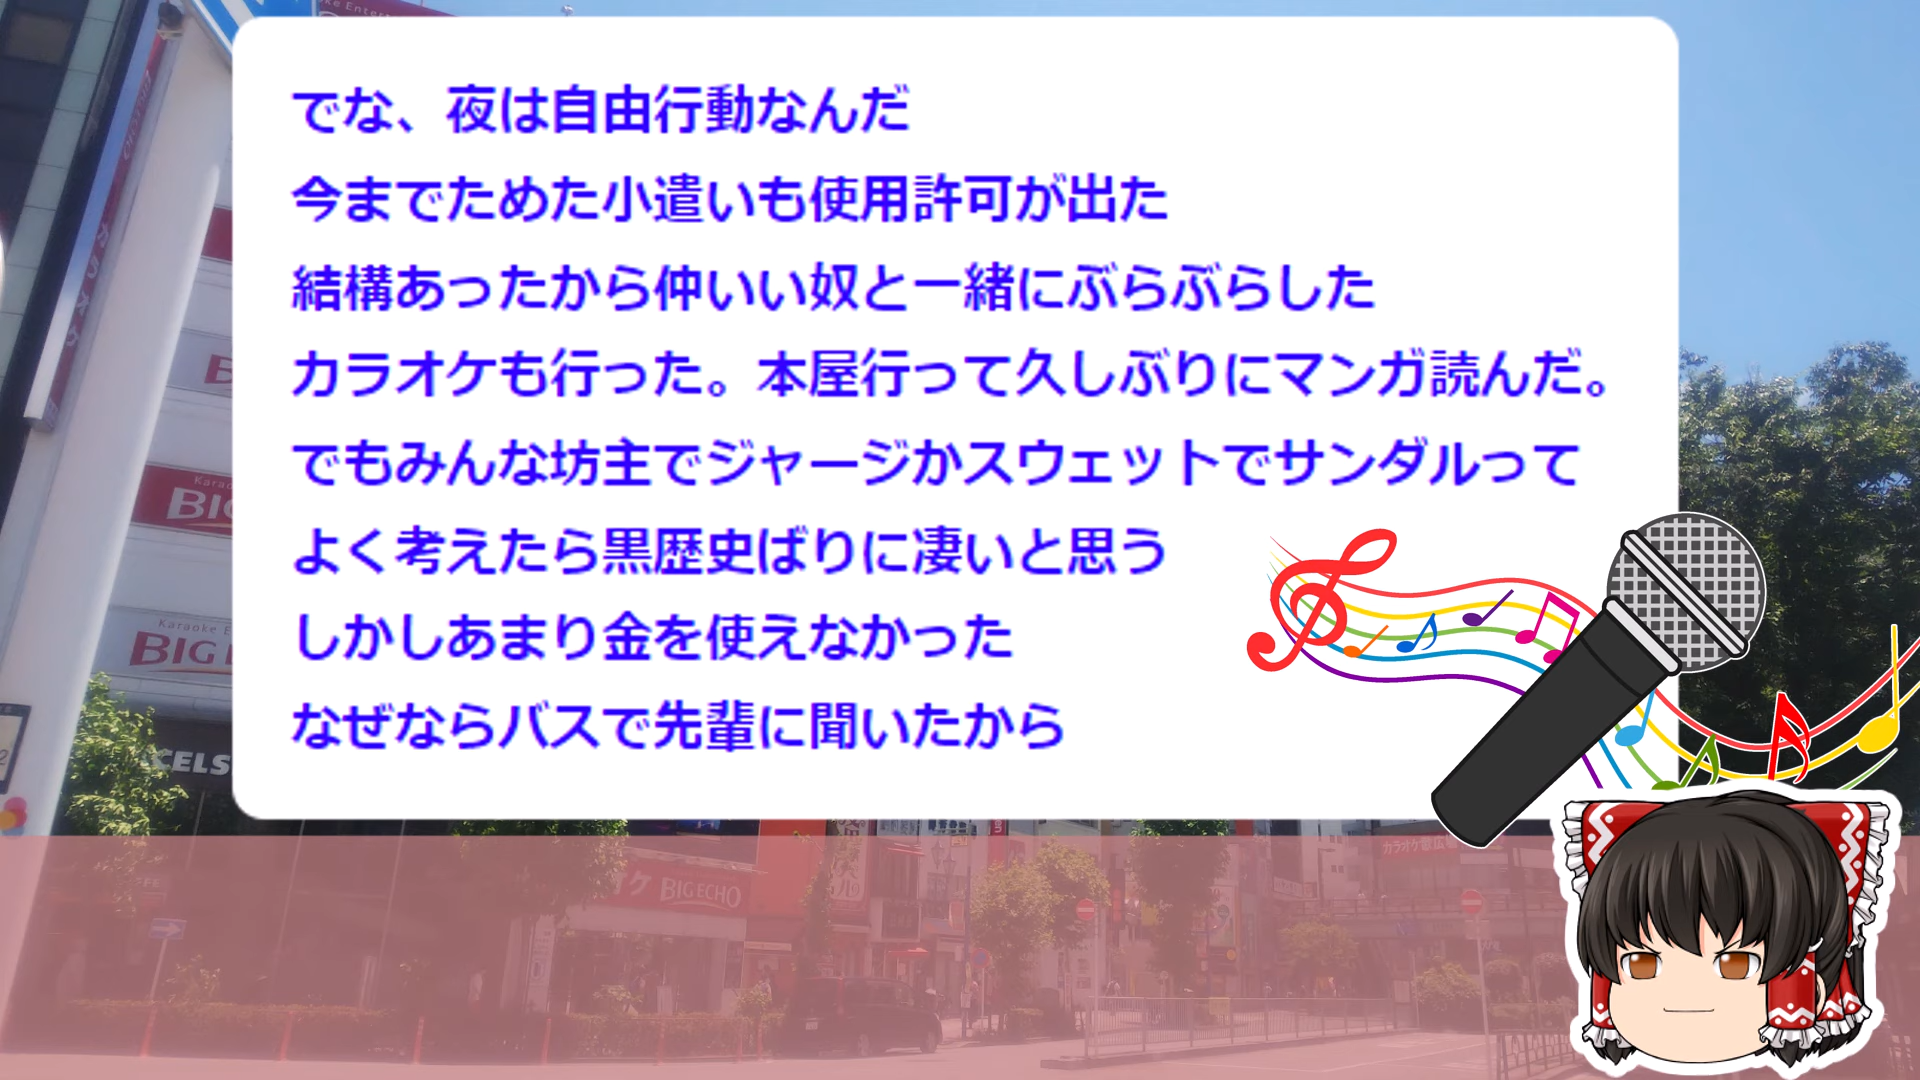 でな、夜は自由行動なんだ
今までためた小遣いも使用許可が出た
結構あったから仲いい奴と一緒にぶらぶらした
カラオケも行った。本屋行って久しぶりにマンガ読んだ。
でもみんな坊主でジャージかスウェットでサンダルって
よく考えたら黒歴史ばりに凄いと思う
しかしあまり金を使えなかった
なぜならバスで先輩に聞いたから
BIG
BIG
CELS
BIG ECHO